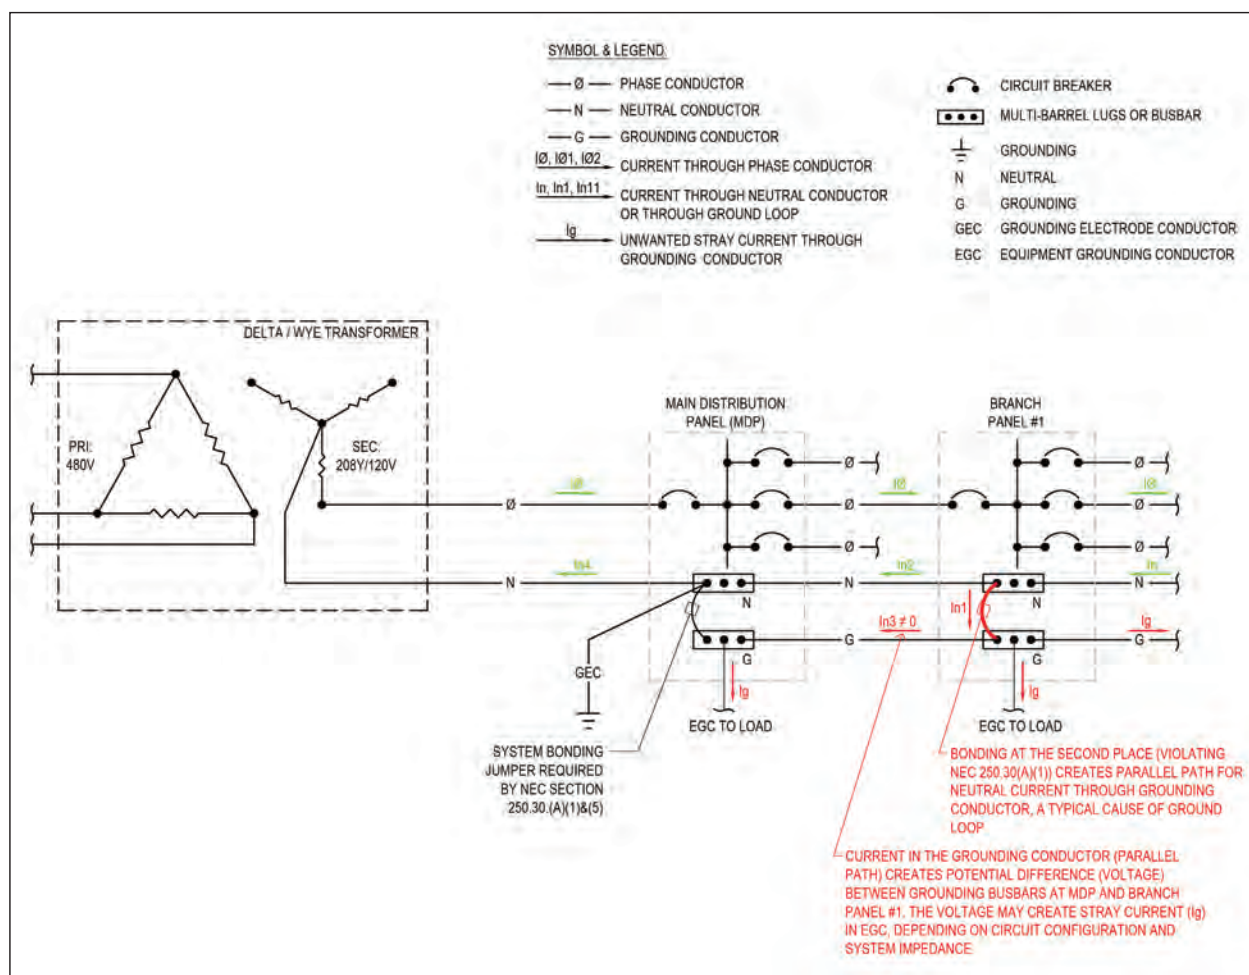 SYMBOL & LEGEND
Ø PHASE CONDUCTOR
N NEUTRAL CONDUCTOR
G GROUNDING CONDUCTOR
IØ, IØ1, IØ2 CURRENT THROUGH PHASE CONDUCTOR
In, In1, In11 CURRENT THROUGH NEUTRAL CONDUCTOR
OR THROUGH GROUND LOOP
Ig UNWANTED STRAY CURRENT THROUGH
GROUNDING CONDUCTOR
CIRCUIT BREAKER
MULTI-BARREL LUGS OR BUSBAR
GROUNDING
N NEUTRAL
G GROUNDING
GEC GROUNDING ELECTRODE CONDUCTOR
EGC EQUIPMENT GROUNDING CONDUCTOR
DELTA / WYE TRANSFORMER
PRI:
480V
SEC:
208Y/120V
MAIN DISTRIBUTION
PANEL (MDP)
BRANCH
PANEL #1
Ø
Ø
IØ
Ø
IØ
Ø
IØ
Ø
Ø
Ø
In4
N
N
In2
N
In1
N
In
N
GEC
G
In3 ≠ 0
G
G
Ig
G
Ig
Ig
EGC TO LOAD
EGC TO LOAD
SYSTEM BONDING
JUMPER REQUIRED
BY NEC SECTION
250.30.(A)(1)&(5)
BONDING AT THE SECOND PLACE (VIOLATING
NEC 250.30(A)(1)) CREATES PARALLEL PATH FOR
NEUTRAL CURRENT THROUGH GROUNDING
CONDUCTOR, A TYPICAL CAUSE OF GROUND
LOOP
CURRENT IN THE GROUNDING CONDUCTOR (PARALLEL
PATH) CREATES POTENTIAL DIFFERENCE (VOLTAGE)
BETWEEN GROUNDING BUSBARS AT MDP AND BRANCH
PANEL #1. THE VOLTAGE MAY CREATE STRAY CURRENT (Ig)
IN EGC, DEPENDING ON CIRCUIT CONFIGURATION AND
SYSTEM IMPEDANCE